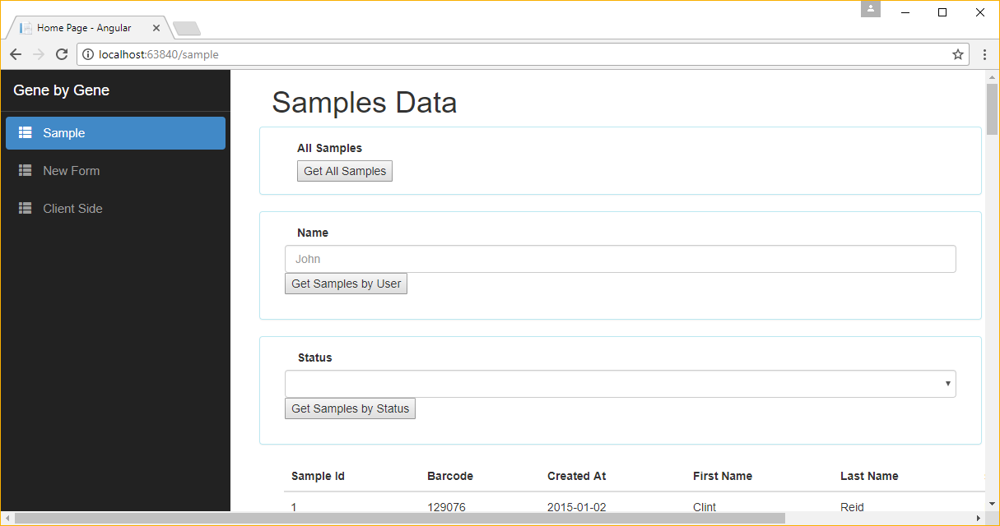 Home Page - Angular
localhost:63840/sample
Gene by Gene
Sample
New Form
Client Side
Samples Data
All Samples
Get All Samples
Name
John
Get Samples by User
Status
Get Samples by Status
Sample Id Barcode Created At First Name Last Name
1 129076 2015-01-02 Clint Reid